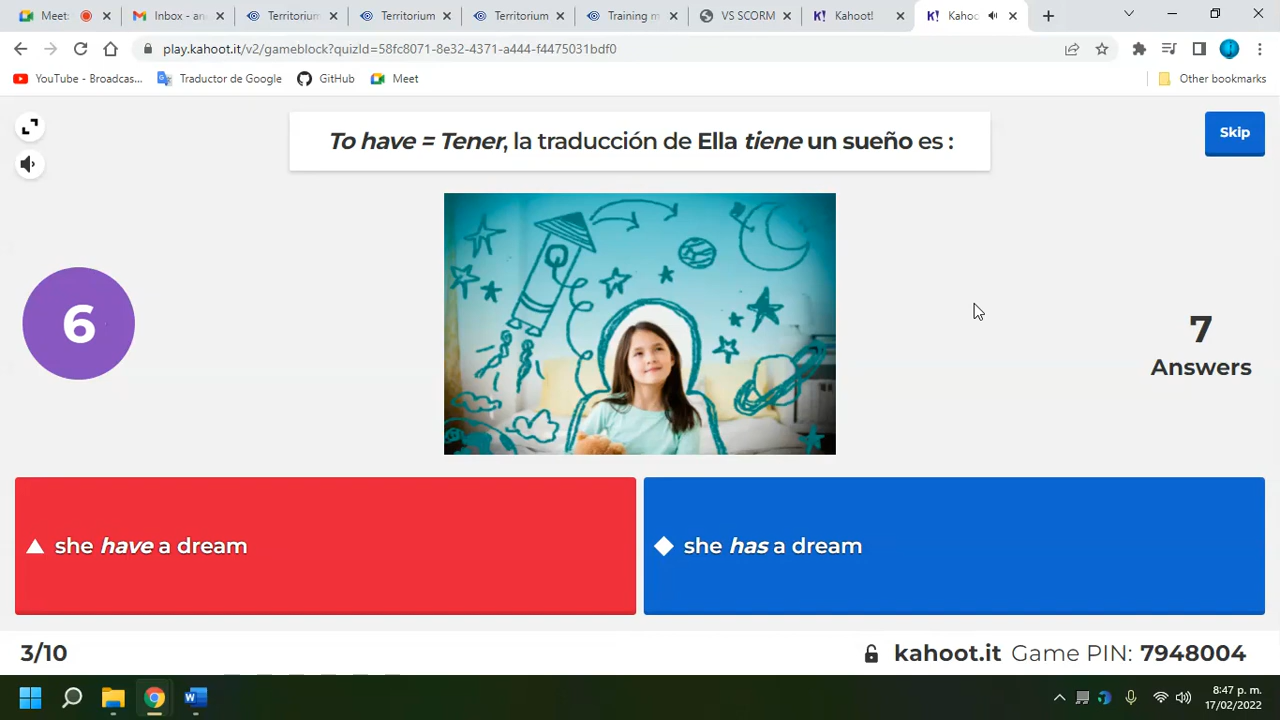 Meet:
Inbox - an
Territorium
Territorium
Territorium
Training m
VS SCORM
Kahoot!
Kahoo
play.kahoot.it/v2/gameblock?quizId=58fc8071-8e32-4371-a444-f4475031bdf0
YouTube - Broadcas...
Traductor de Google
GitHub
Meet
Other bookmarks
To have = Tener, la traducción de Ella tiene un sueño es :
Skip
6
7
Answers
she have a dream
she has a dream
3/10
kahoot.it Game PIN: 7948004
8:47 p. m.
17/02/2022